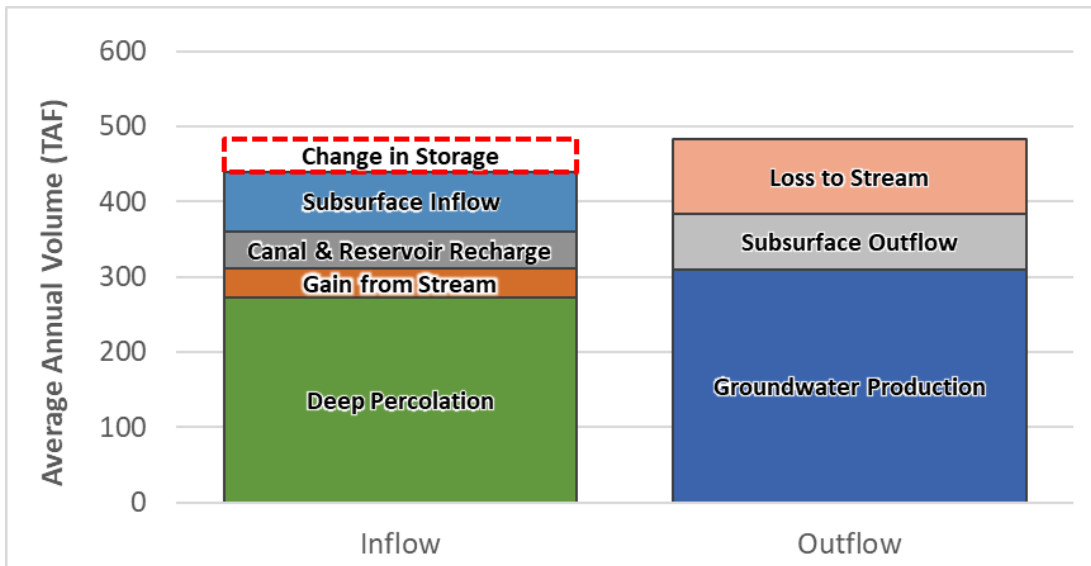 Average Annual Volume (TAF)
600
500
400
300
200
100
0
Change in Storage
Subsurface Inflow
Canal & Reservoir Recharge
Gain from Stream
Deep Percolation
Loss to Stream
Subsurface Outflow
Groundwater Production
Inflow
Outflow